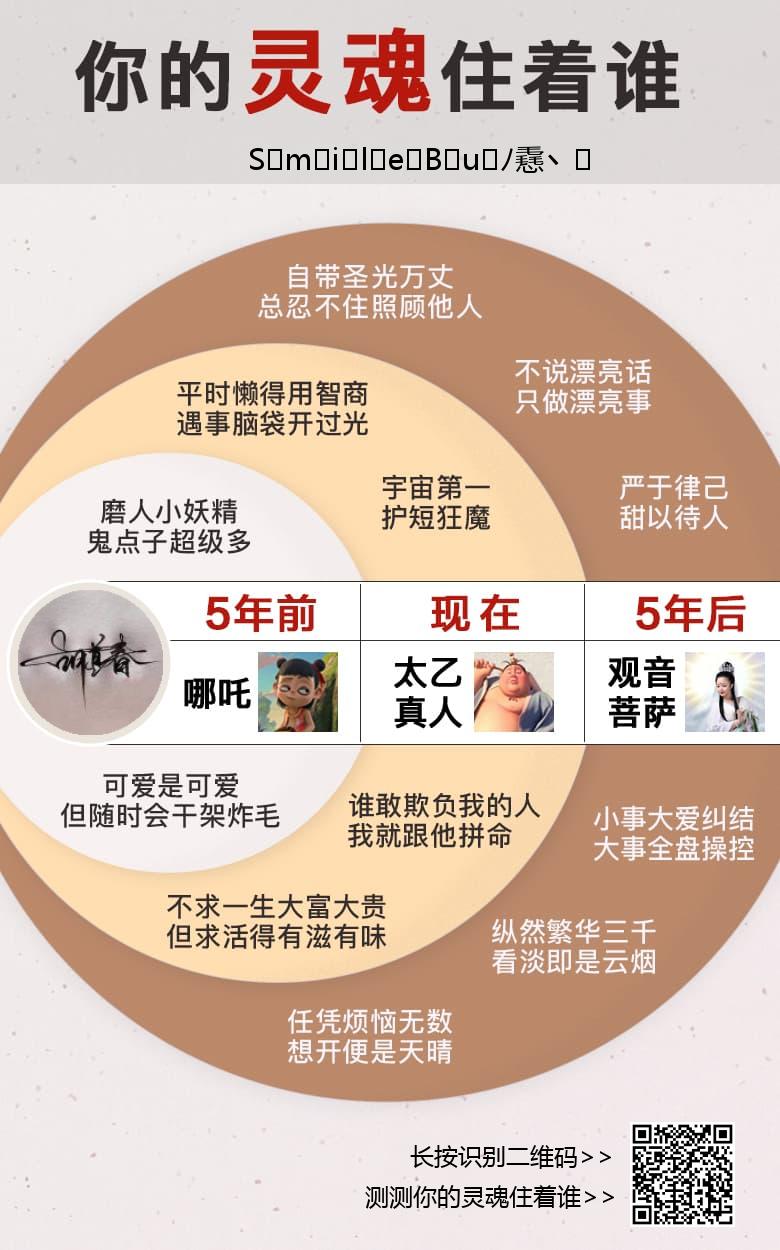 你的灵魂住着谁
S□m□i□l□e□B□u□ﾉ霿ヽ □
自带圣光万丈
总忍不住照顾他人
不说漂亮话
只做漂亮事
平时懒得用智商
遇事脑袋开过光
宇宙第一
护短狂魔
严于律己
甜以待人
磨人小妖精
鬼点子超级多
5年前
现在
5年后
哪吒
太乙
真人
观音
菩萨
可爱是可爱
但随时会干架炸毛
谁敢欺负我的人
我就跟他拼命
小事大爱纠结
大事全盘操控
不求一生大富大贵
但求活得有滋有味
纵然繁华三千
看淡即是云烟
任凭烦恼无数
想开便是天晴
长按识别二维码>>
测测你的灵魂住着谁>>